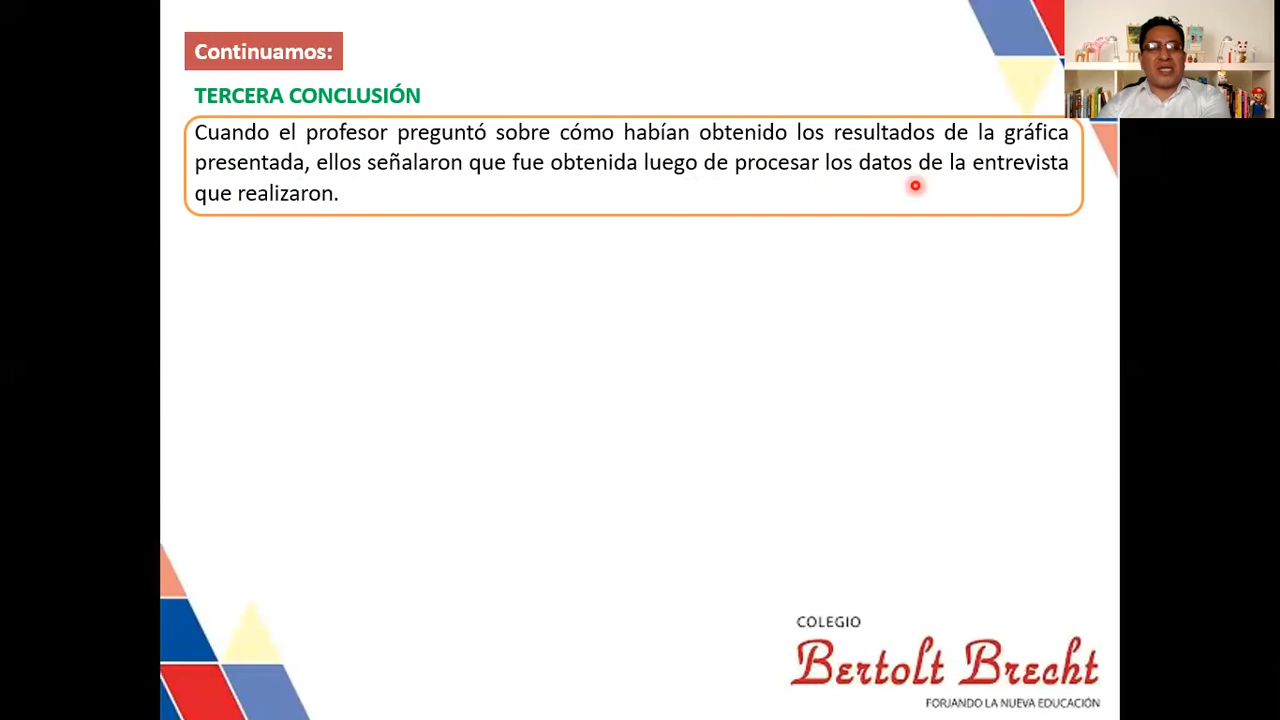 Continuamos:
TERCERA CONCLUSIÓN
Cuando el profesor preguntó sobre cómo habían obtenido los resultados de la gráfica
presentada, ellos señalaron que fue obtenida luego de procesar los datos de la entrevista
que realizaron.
COLEGIO
Bertolt Brecht
FORJANDO LA NUEVA EDUCACIÓN